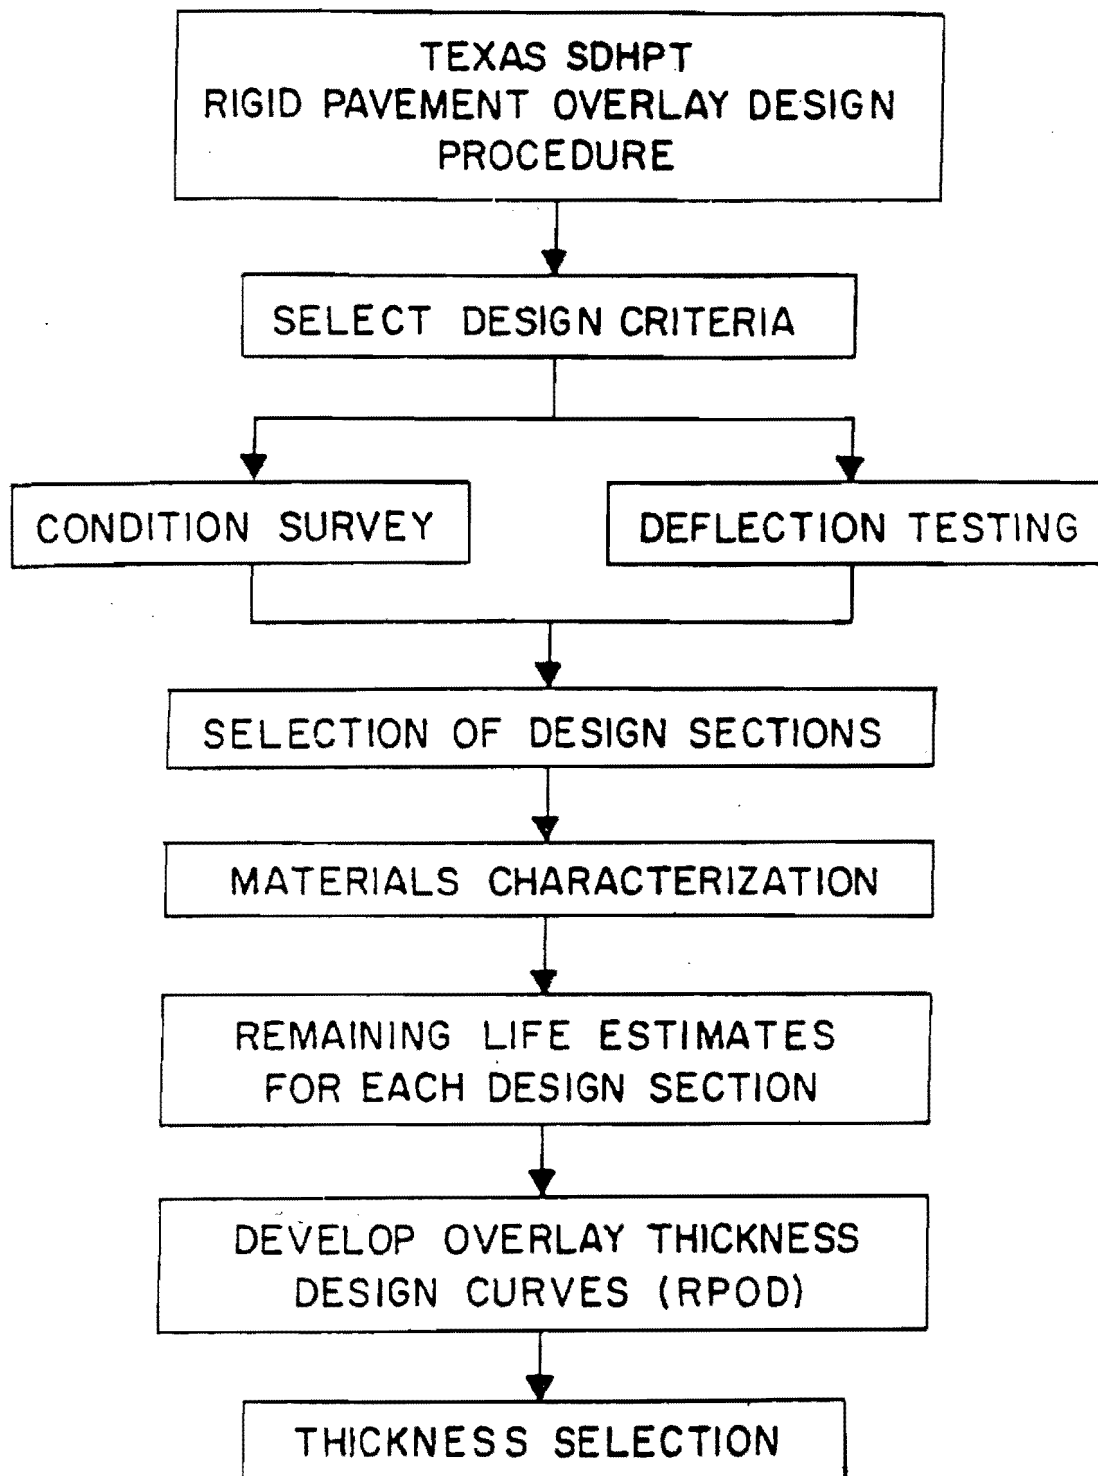 TEXAS SDHPT
RIGID PAVEMENT OVERLAY DESIGN
PROCEDURE
SELECT DESIGN CRITERIA
CONDITION SURVEY
DEFLECTION TESTING
SELECTION OF DESIGN SECTIONS
MATERIALS CHARACTERIZATION
REMAINING LIFE ESTIMATES
FOR EACH DESIGN SECTION
DEVELOP OVERLAY THICKNESS
DESIGN CURVES (RPOD)
THICKNESS SELECTION